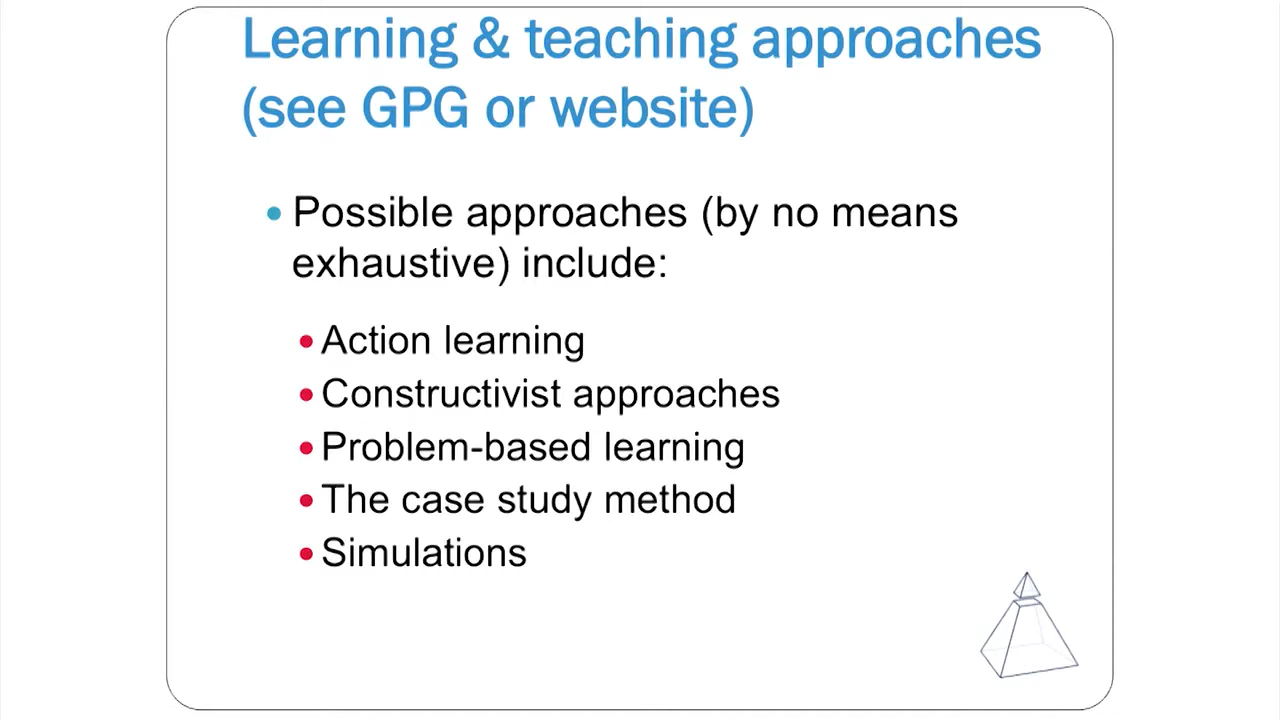 Learning & teaching approaches
(see GPG or website)
• Possible approaches (by no means
exhaustive) include:
• Action learning
• Constructivist approaches
• Problem-based learning
• The case study method
• Simulations